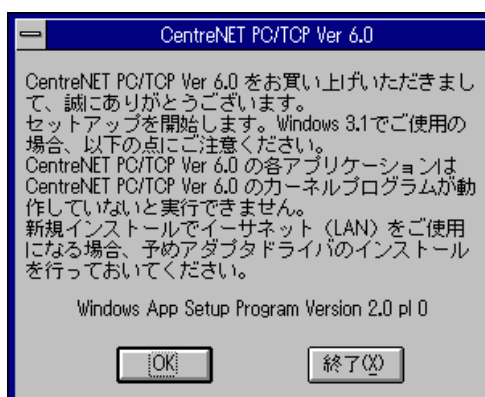 CentreNET PC/TCP Ver 6.0
CentreNET PC/TCP Ver 6.0 をお買い上げいただきまし
て、誠にありがとうございます。
セットアップを開始します。Windows 3.1でご使用の
場合、以下の点にご注意ください。
CentreNET PC/TCP Ver 6.0 の各アプリケーションは
CentreNET PC/TCP Ver 6.0 のカーネルプログラムが動
作していないと実行できません。
新規インストールでイーサネット（LAN）をご使用
になる場合、予めアダプタドライバのインストール
を行っておいてください。
Windows App Setup Program Version 2.0 pl 0
OK
終了(X)